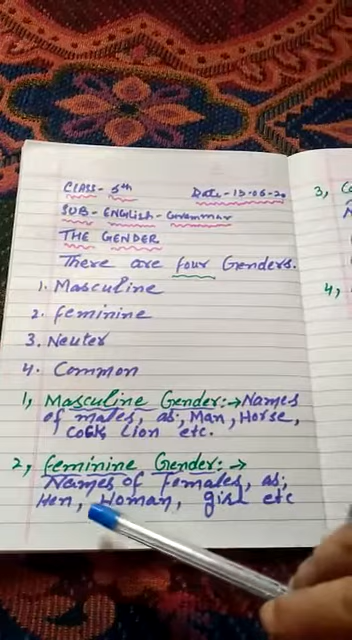 CLASS- 5th Date-13-06-20
SUB-ENGlish-Grammar
THE GENDER
There are four Genders.
1. Masculine
2. Feminine
3. Neuter
4. Common
1, Masculine Gender:→Names
of males, as; Man, Horse,
Cock Lion etc.
2, Feminine Gender:→
Names of females, as;
Hen, Woman, girl etc
3,
4,